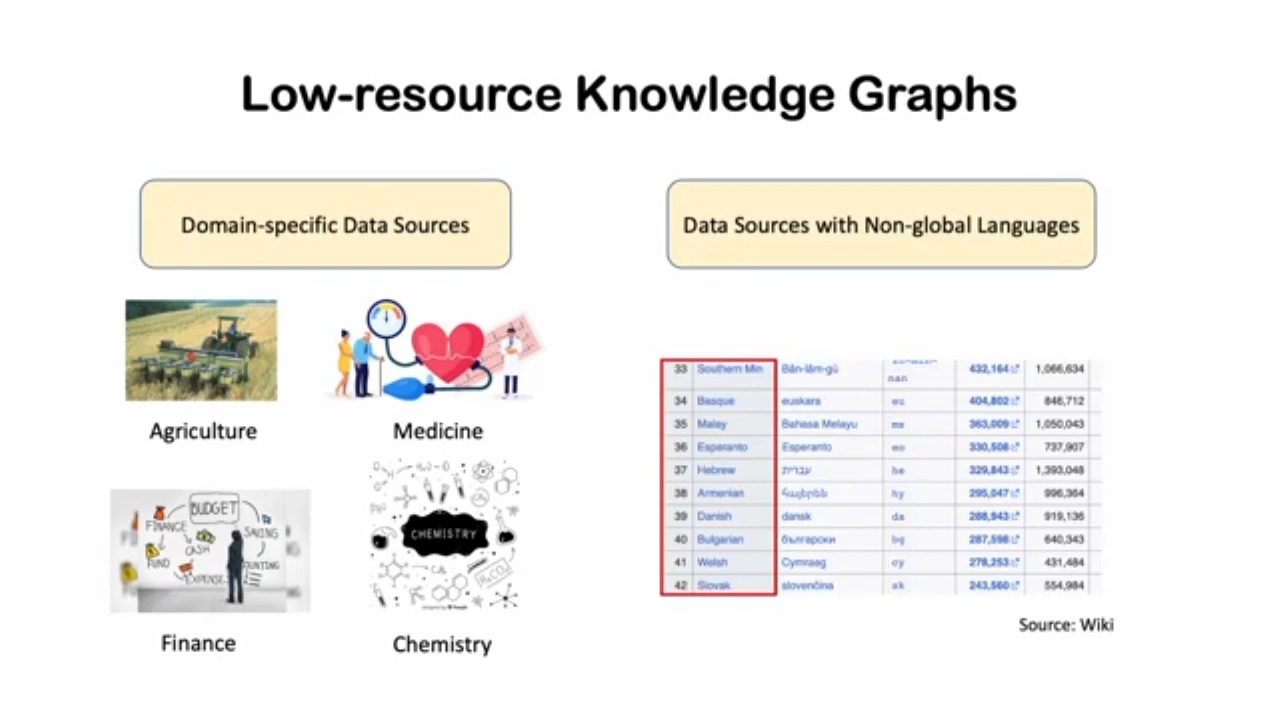 Low-resource Knowledge Graphs
Domain-specific Data Sources
Data Sources with Non-global Languages
Agriculture
Medicine
BUDGET
FINANCE
SAVING
CASH
FUND
EXPENSE
CHEMISTRY
Finance
Chemistry
33 Southern Min Bân-lâm-gú nan 432,164 1,066,634
34 Basque euskara eu 404,802 846,712
35 Malay Bahasa Melayu ms 363,009 1,050,043
36 Esperanto Esperanto eo 330,508 737,907
37 Hebrew עברית he 329,843 1,393,048
38 Armenian հայերեն hy 295,047 996,364
39 Danish dansk da 288,943 919,136
40 Bulgarian български bg 287,598 640,343
41 Welsh Cymraeg cy 278,253 431,484
42 Slovak slovenčina sk 243,560 554,984
Source: Wiki